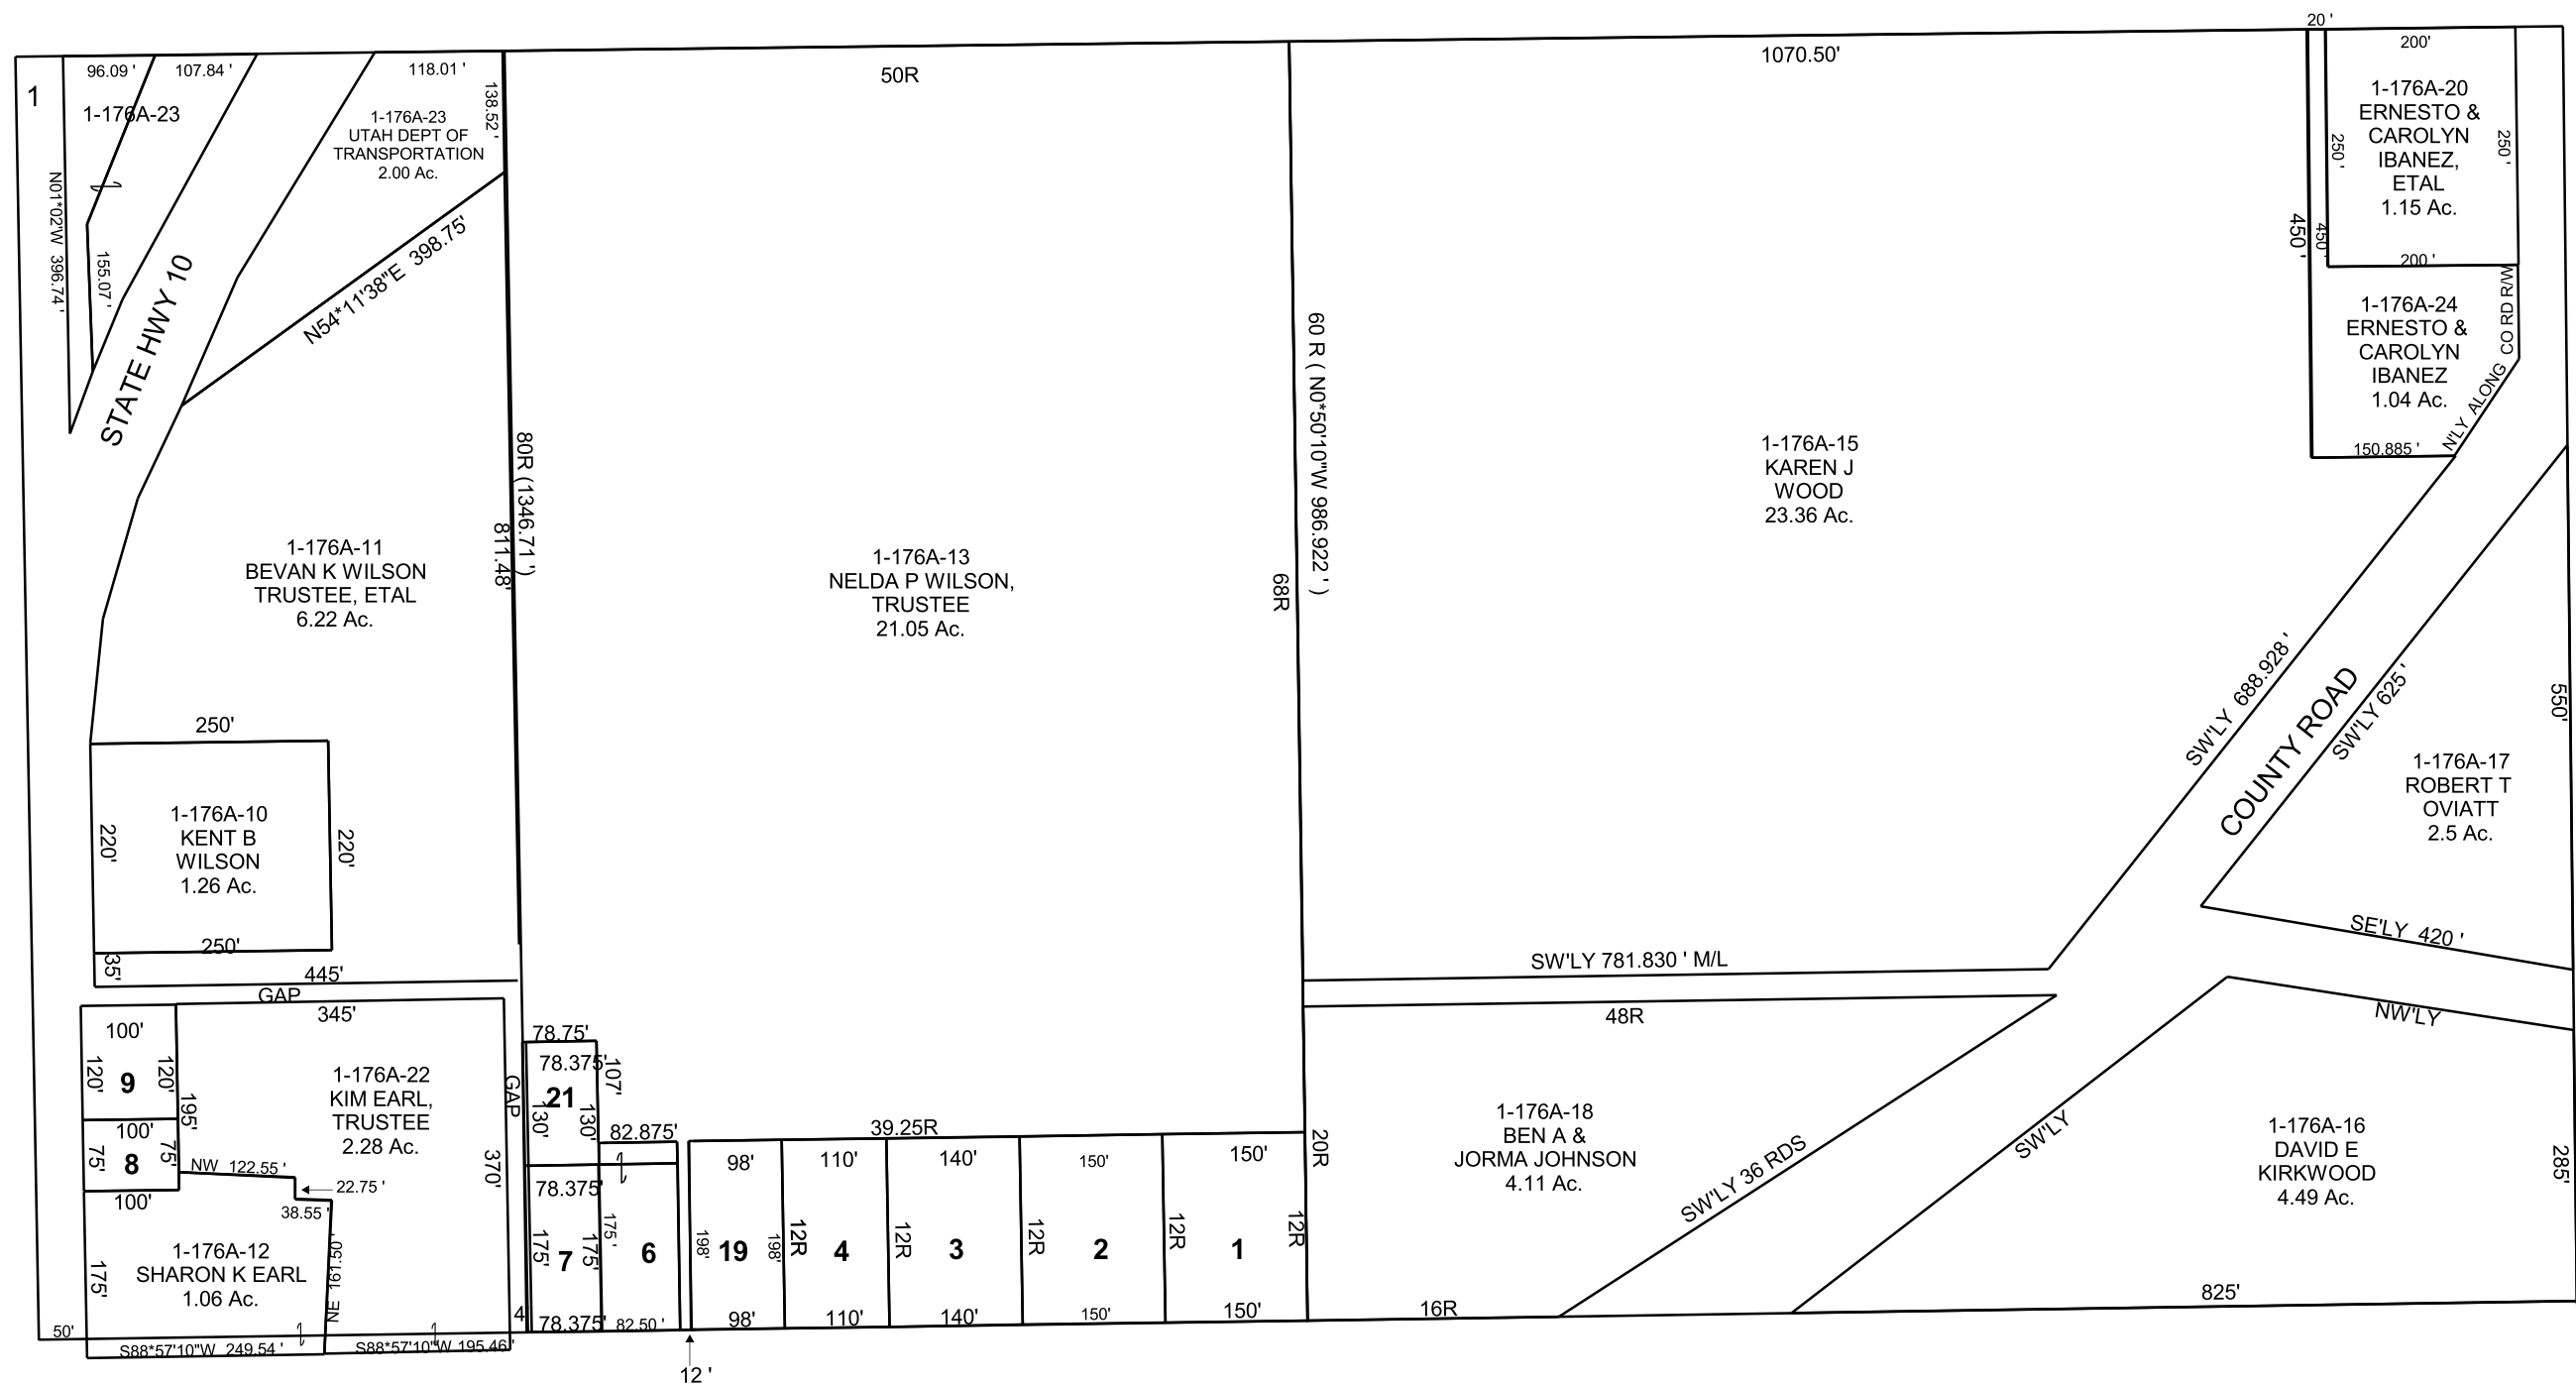 20 '
96.09 '
107.84 '
118.01 '
50R
1070.50'
200'
1
1-176A-23
138.52 '
1-176A-23
UTAH DEPT OF
TRANSPORTATION
2.00 Ac.
1-176A-20
ERNESTO &
CAROLYN
IBANEZ,
ETAL
1.15 Ac.
250 '
250 '
N01*02'W 396.74'
155.07 '
STATE HWY 10
N54*11'38"E 398.75'
450 '
450 '
200 '
1-176A-24
ERNESTO &
CAROLYN
IBANEZ
1.04 Ac.
N'LY ALONG CO RD R/W
150.885 '
60 R ( N0*50'10"W 986.922 ' )
80R (1346.71 ')
811.48'
68R
1-176A-15
KAREN J
WOOD
23.36 Ac.
1-176A-11
BEVAN K WILSON
TRUSTEE, ETAL
6.22 Ac.
1-176A-13
NELDA P WILSON,
TRUSTEE
21.05 Ac.
SW'LY 688.928 '
COUNTY ROAD
SW'LY 625 '
550'
1-176A-17
ROBERT T
OVIATT
2.5 Ac.
250'
1-176A-10
KENT B
WILSON
1.26 Ac.
220'
220'
250'
35'
445'
GAP
345'
SW'LY 781.830 ' M/L
SE'LY 420 '
48R
NW'LY
100'
120'
9
120'
195'
1-176A-22
KIM EARL,
TRUSTEE
2.28 Ac.
GAP
78.75'
78.375'
107'
21
130'
130'
100'
75'
8
75'
100'
NW 122.55 '
22.75 '
38.55 '
370'
82.875'
39.25R
20R
1-176A-18
BEN A &
JORMA JOHNSON
4.11 Ac.
SW'LY 36 RDS
SW'LY
1-176A-16
DAVID E
KIRKWOOD
4.49 Ac.
285'
98'
110'
140'
150'
150'
78.375'
175'
1-176A-12
SHARON K EARL
1.06 Ac.
NE 161.50 '
175'
7
175'
175 '
6
198'
19
198'
12R
4
12R
3
12R
2
12R
1
12R
50'
S88*57'10"W 249.54 '
S88*57'10"W 195.46 '
4
78.375'
82.50 '
98'
110'
140'
150'
150'
16R
825'
12 '